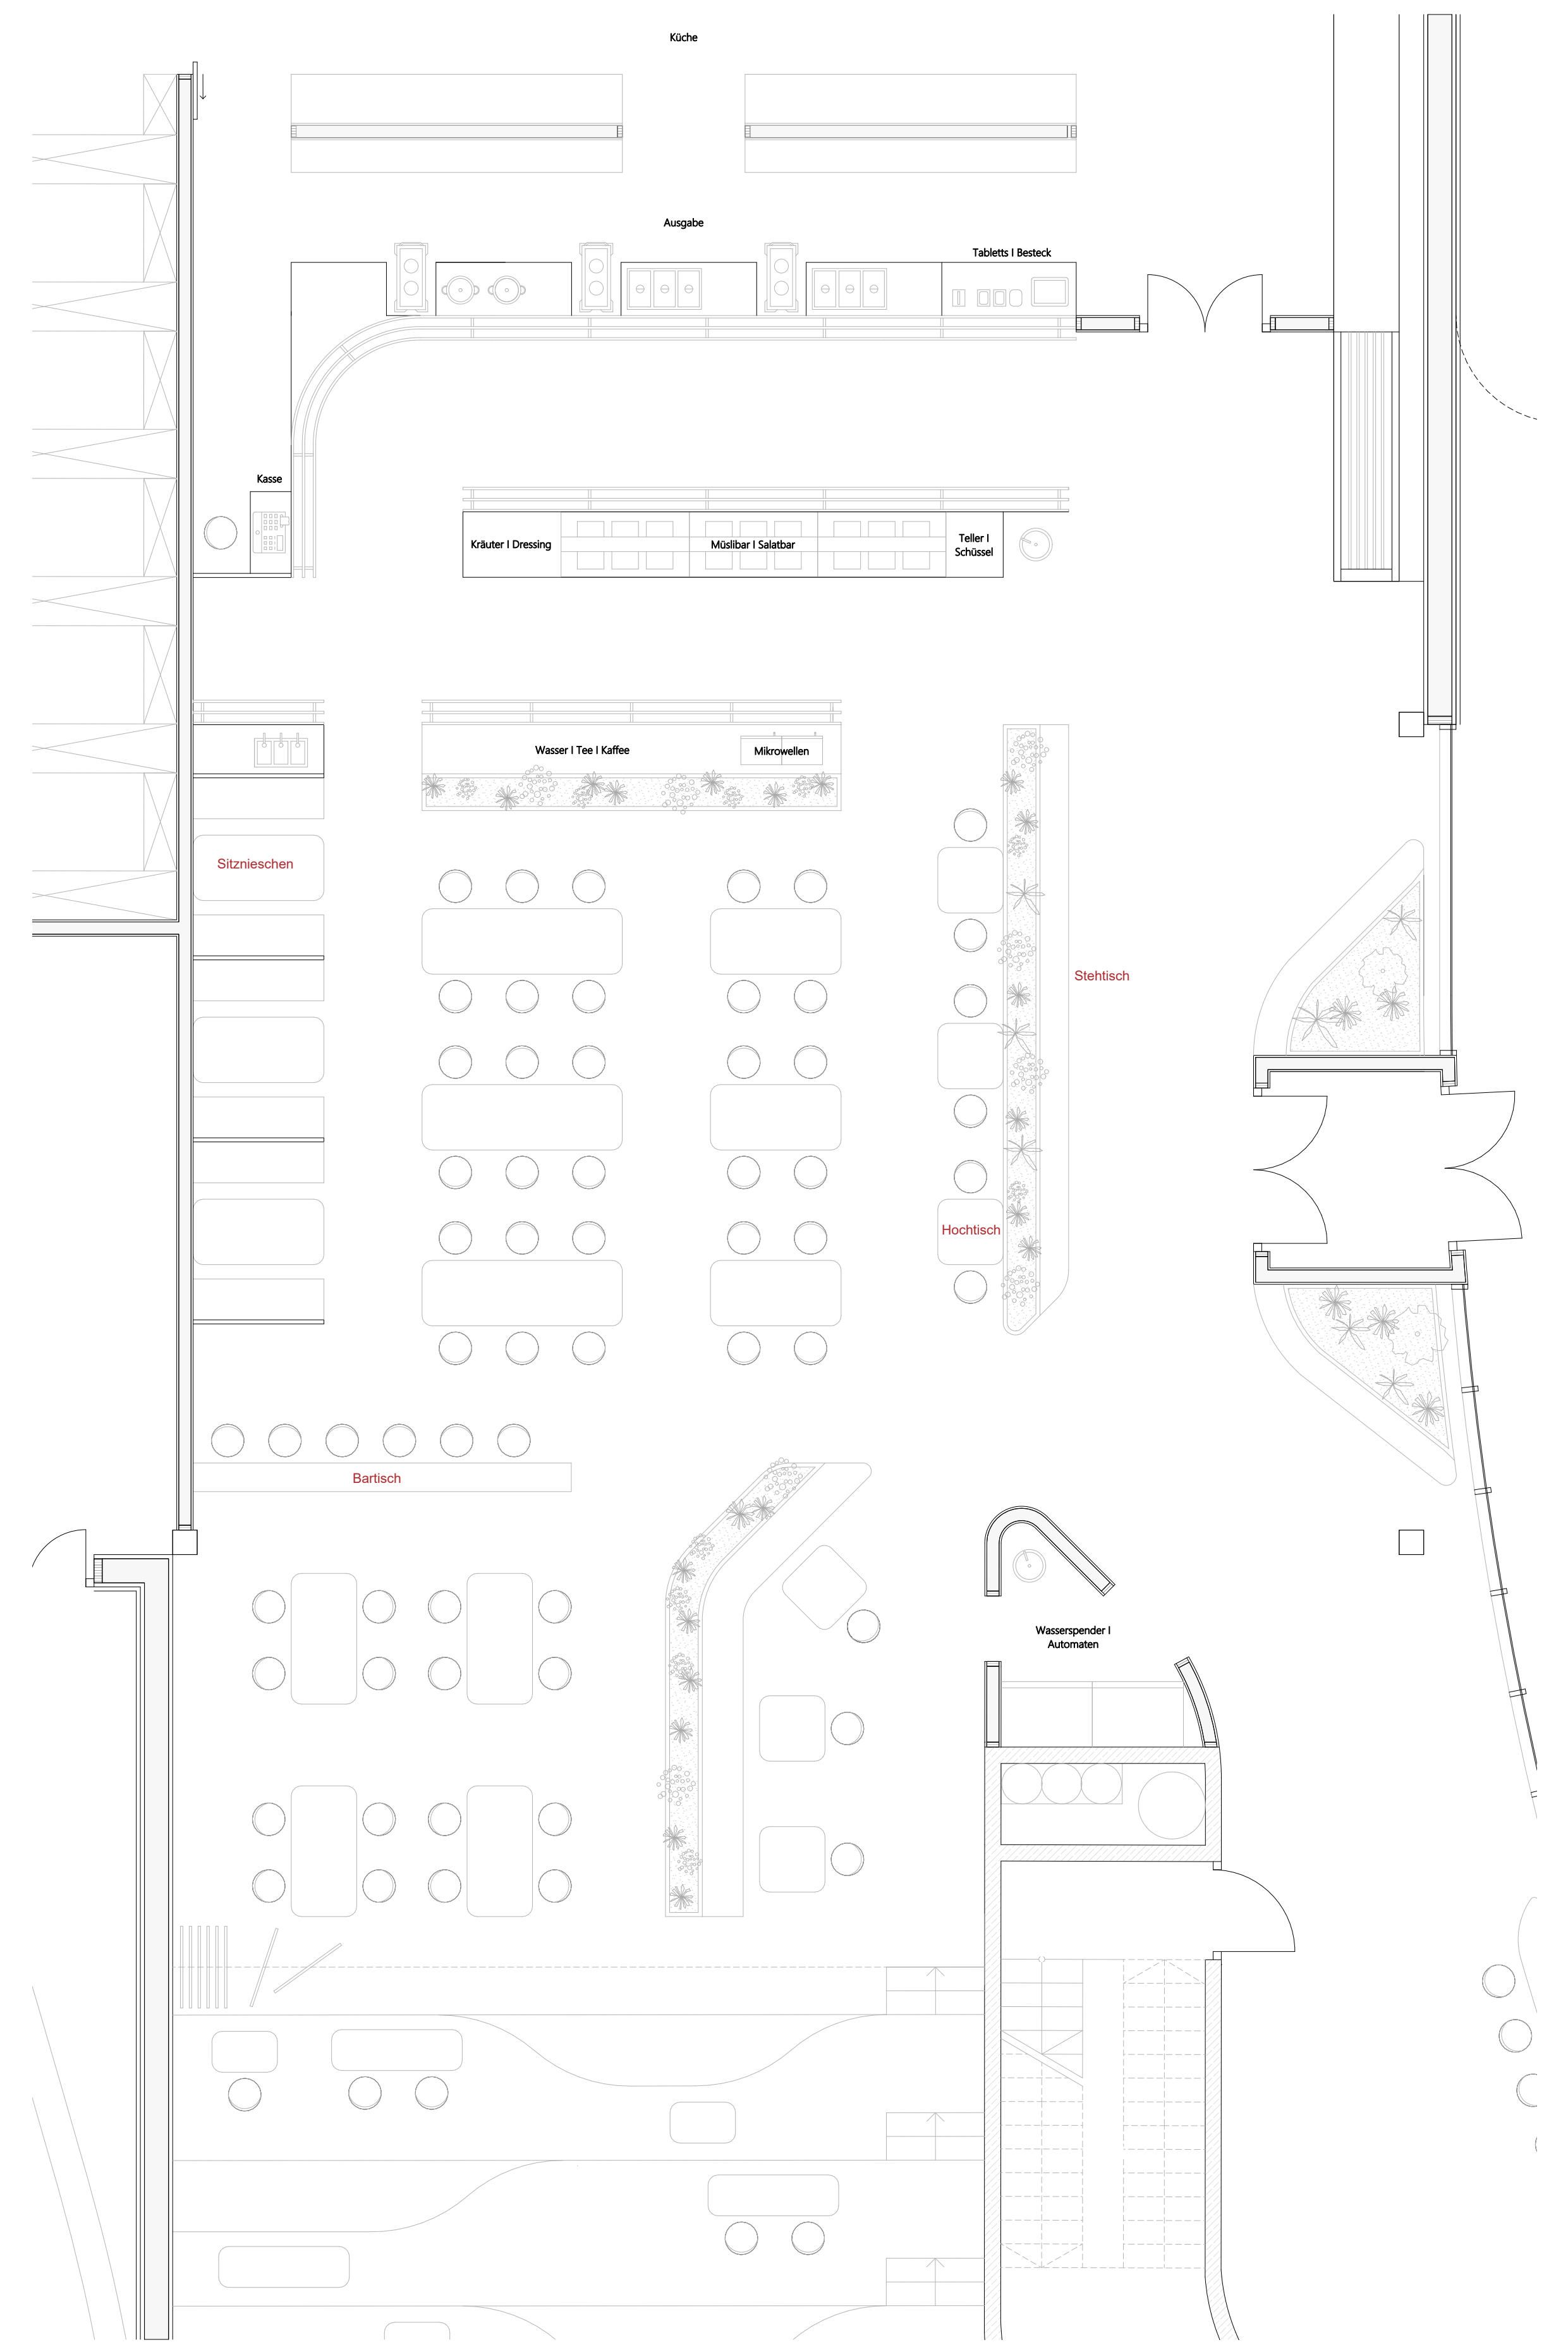 Küche
Ausgabe
Tabletts I Besteck
Kasse
Kräuter I Dressing
Müslibar I Salatbar
Teller I
Schüssel
Wasser I Tee I Kaffee
Mikrowellen
Sitznieschen
Stehtisch
Hochtisch
Bartisch
Wasserspender I
Automaten